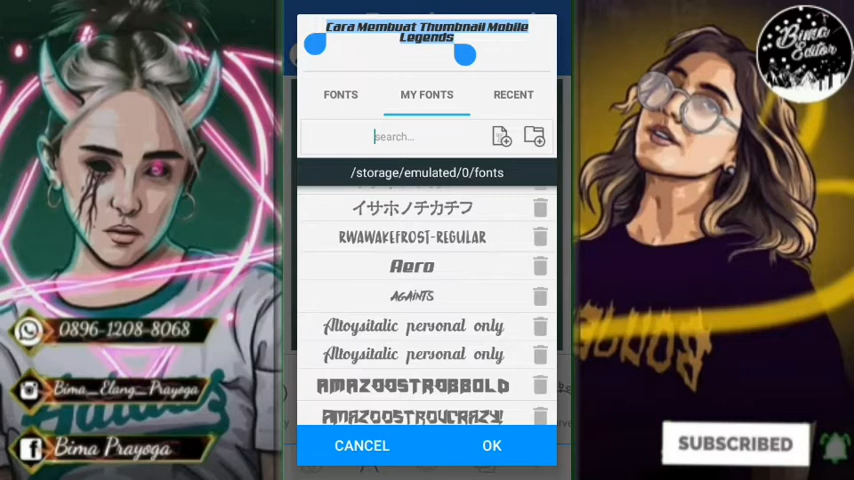 Cara Membuat Thumbnail Mobile
Legends
FONTS
MY FONTS
RECENT
search...
/storage/emulated/0/fonts
イサホノチカチフ
RWAWAKEFROST-REGULAR
Aero
AGAINTS
Altoysitalic personal only
Altoysitalic personal only
AMAZOOSTROBBOLD
AMAZOOSTROVCRAZY!
CANCEL
OK
0896-1208-8068
Bima_Elang_Prayoga
Bima Prayoga
Bima
Editor
SUBSCRIBED